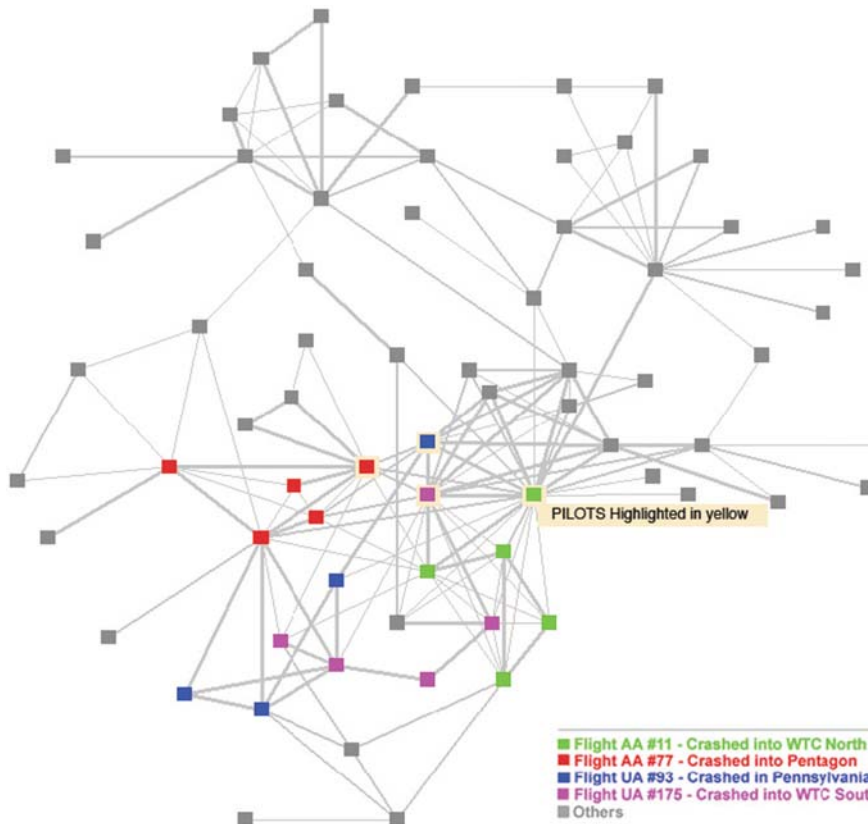 PILOTS Highlighted in yellow
Flight AA #11 - Crashed into WTC North
Flight AA #77 - Crashed into Pentagon
Flight UA #93 - Crashed in Pennsylvania
Flight UA #175 - Crashed into WTC South
Others